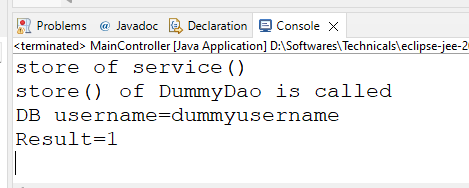 Problems @ Javadoc Declaration Console
<terminated> MainController [Java Application] D:\Softwares\Technicals\eclipse-jee-20
store of service()
store() of DummyDao is called
DB username=dummyusername
Result=1